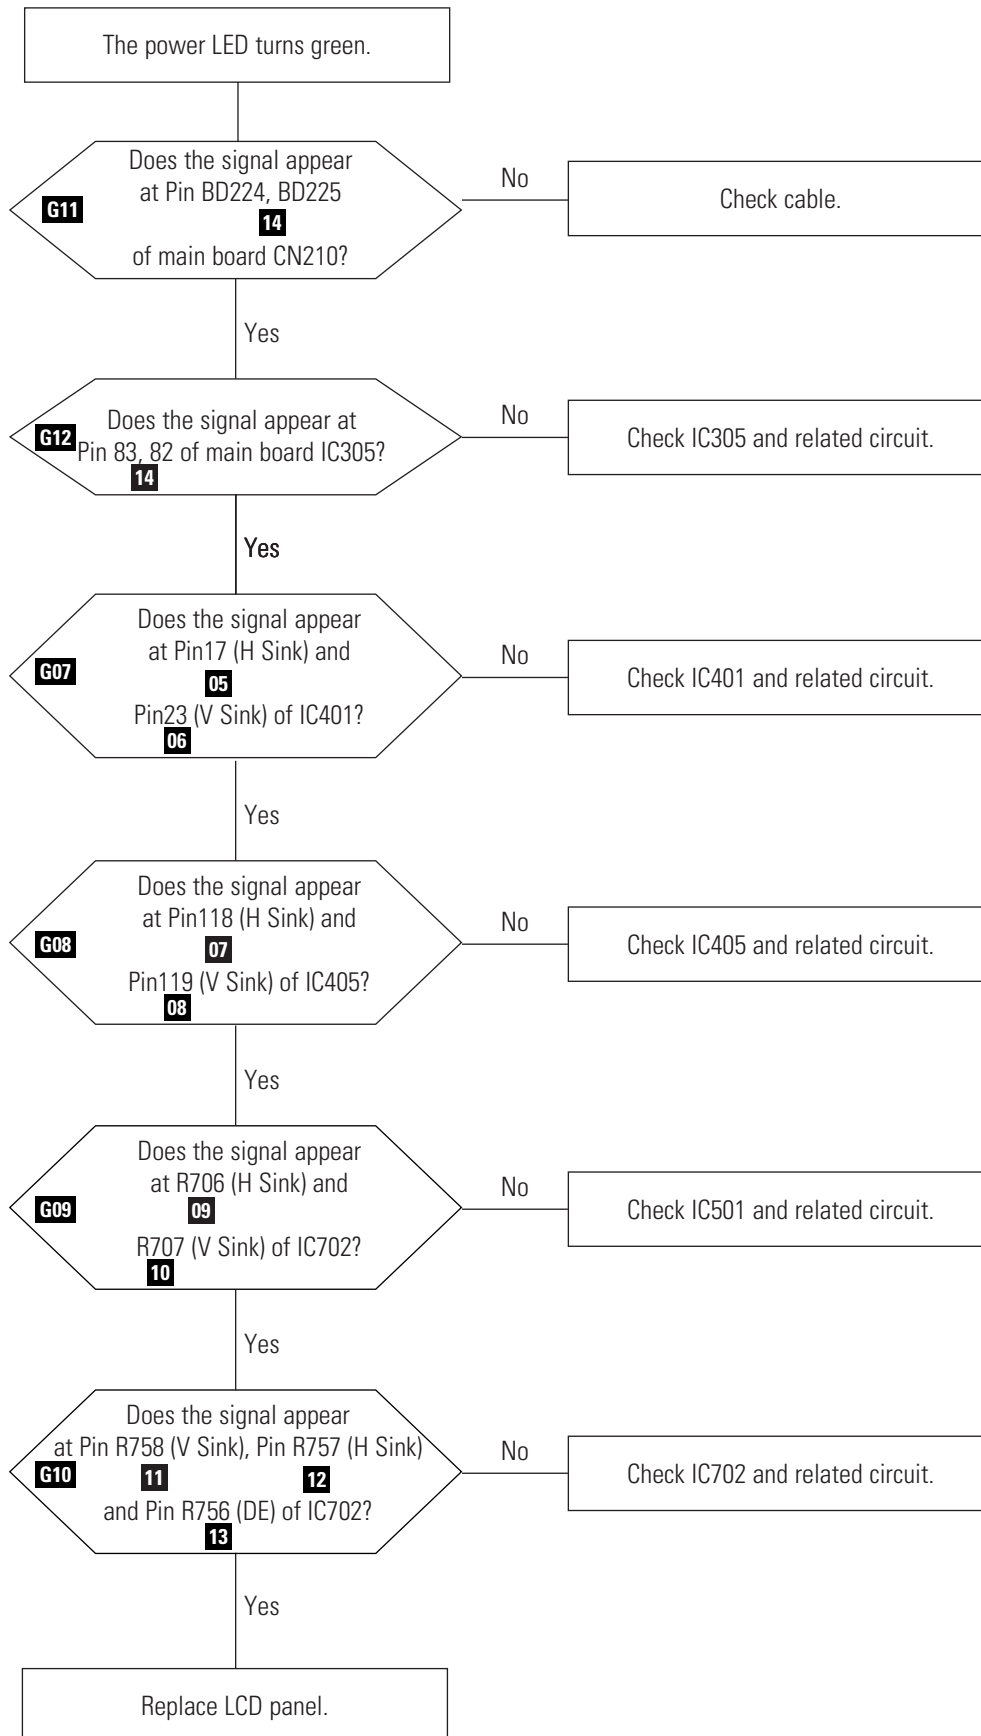 The power LED turns green.
Does the signal appear
at Pin BD224, BD225
G11
14
of main board CN210?
No
Check cable.
Yes
Does the signal appear at
G12
Pin 83, 82 of main board IC305?
14
No
Check IC305 and related circuit.
Yes
Does the signal appear
at Pin17 (H Sink) and
G07
05
Pin23 (V Sink) of IC401?
06
No
Check IC401 and related circuit.
Yes
Does the signal appear
at Pin118 (H Sink) and
G08
07
Pin119 (V Sink) of IC405?
08
No
Check IC405 and related circuit.
Yes
Does the signal appear
at R706 (H Sink) and
G09
09
R707 (V Sink) of IC702?
10
No
Check IC501 and related circuit.
Yes
Does the signal appear
at Pin R758 (V Sink), Pin R757 (H Sink)
G10
11
12
and Pin R756 (DE) of IC702?
13
No
Check IC702 and related circuit.
Yes
Replace LCD panel.